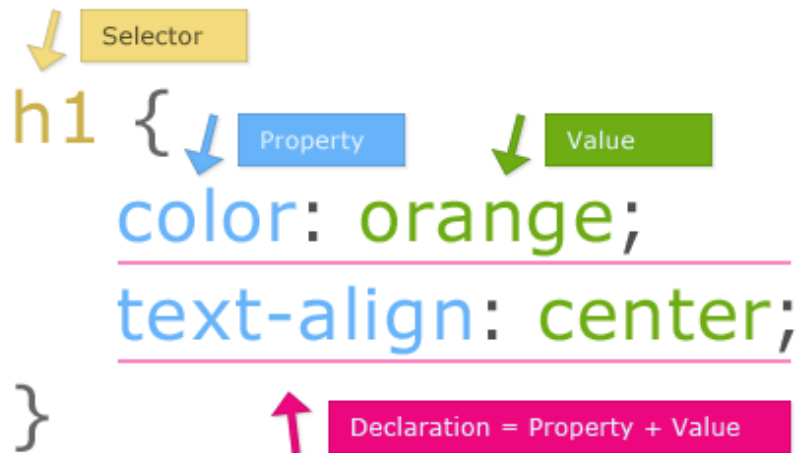 Selector
h1 {
Property
Value
color: orange;
text-align: center;
}
Declaration = Property + Value